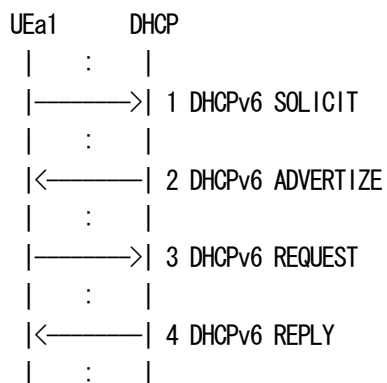 UEa1 DHCP
| : |
|--------->| 1 DHCPv6 SOLICIT
| : |
|<---------| 2 DHCPv6 ADVERTIZE
| : |
|--------->| 3 DHCPv6 REQUEST
| : |
|<---------| 4 DHCPv6 REPLY
| : |